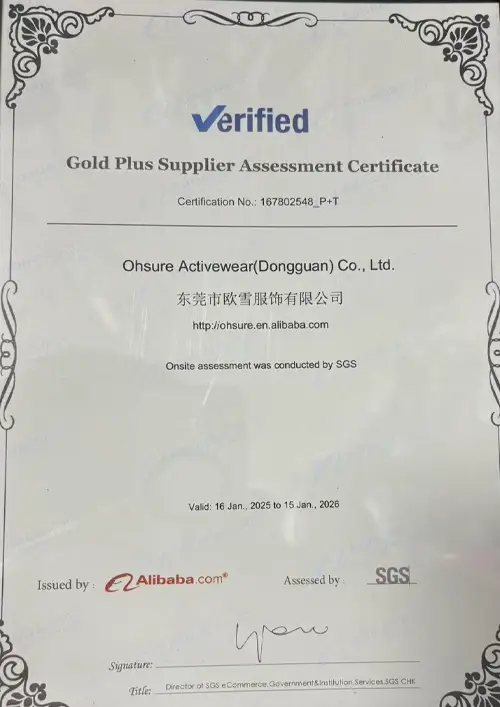 Verified
Gold Plus Supplier Assessment Certificate
Certification No.: 167802548_P+T
Ohsure Activewear(Dongguan) Co., Ltd.
东莞市欧雪服饰有限公司
http://ohsure.en.alibaba.com
Onsite assessment was conducted by SGS
Valid: 16 Jan., 2025 to 15 Jan., 2026
Issued by : Alibaba.com® Assessed by : SGS
Signature:
Title: Director of SGS eCommerce,Government&Institution Services,SGS CHK